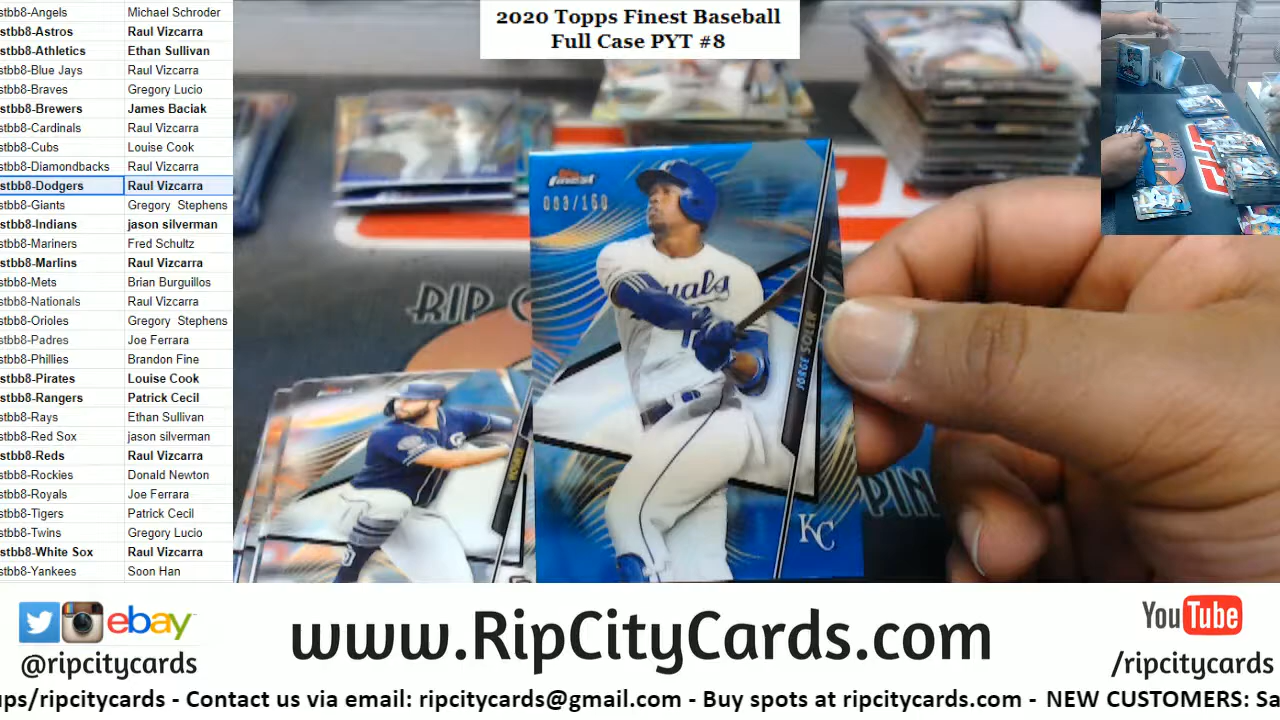 stbb8-Angels Michael Schroder
stbb8-Astros Raul Vizcarra
stbb8-Athletics Ethan Sullivan
stbb8-Blue Jays Raul Vizcarra
stbb8-Braves Gregory Lucio
stbb8-Brewers James Baciak
stbb8-Cardinals Raul Vizcarra
stbb8-Cubs Louise Cook
stbb8-Diamondbacks Raul Vizcarra
stbb8-Dodgers Raul Vizcarra
stbb8-Giants Gregory Stephens
stbb8-Indians jason silverman
stbb8-Mariners Fred Schultz
stbb8-Marlins Raul Vizcarra
stbb8-Mets Brian Burguillos
stbb8-Nationals Raul Vizcarra
stbb8-Orioles Gregory Stephens
stbb8-Padres Joe Ferrara
stbb8-Phillies Brandon Fine
stbb8-Pirates Louise Cook
stbb8-Rangers Patrick Cecil
stbb8-Rays Ethan Sullivan
stbb8-Red Sox jason silverman
stbb8-Reds Raul Vizcarra
stbb8-Rockies Donald Newton
stbb8-Royals Joe Ferrara
stbb8-Tigers Patrick Cecil
stbb8-Twins Gregory Lucio
stbb8-White Sox Raul Vizcarra
stbb8-Yankees Soon Han
2020 Topps Finest Baseball
Full Case PYT #8
finest
JORGE SOLER
KC
RIP C
PIN
ebay
@ripcitycards
www.RipCityCards.com
YouTube
/ripcitycards
ups/ripcitycards - Contact us via email: ripcitycards@gmail.com - Buy spots at ripcitycards.com - NEW CUSTOMERS: Sa